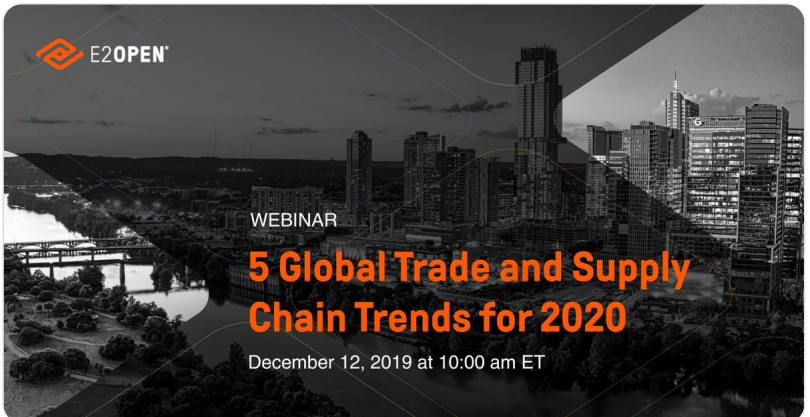 E2OPEN
WEBINAR
5 Global Trade and Supply
Chain Trends for 2020
December 12, 2019 at 10:00 am ET